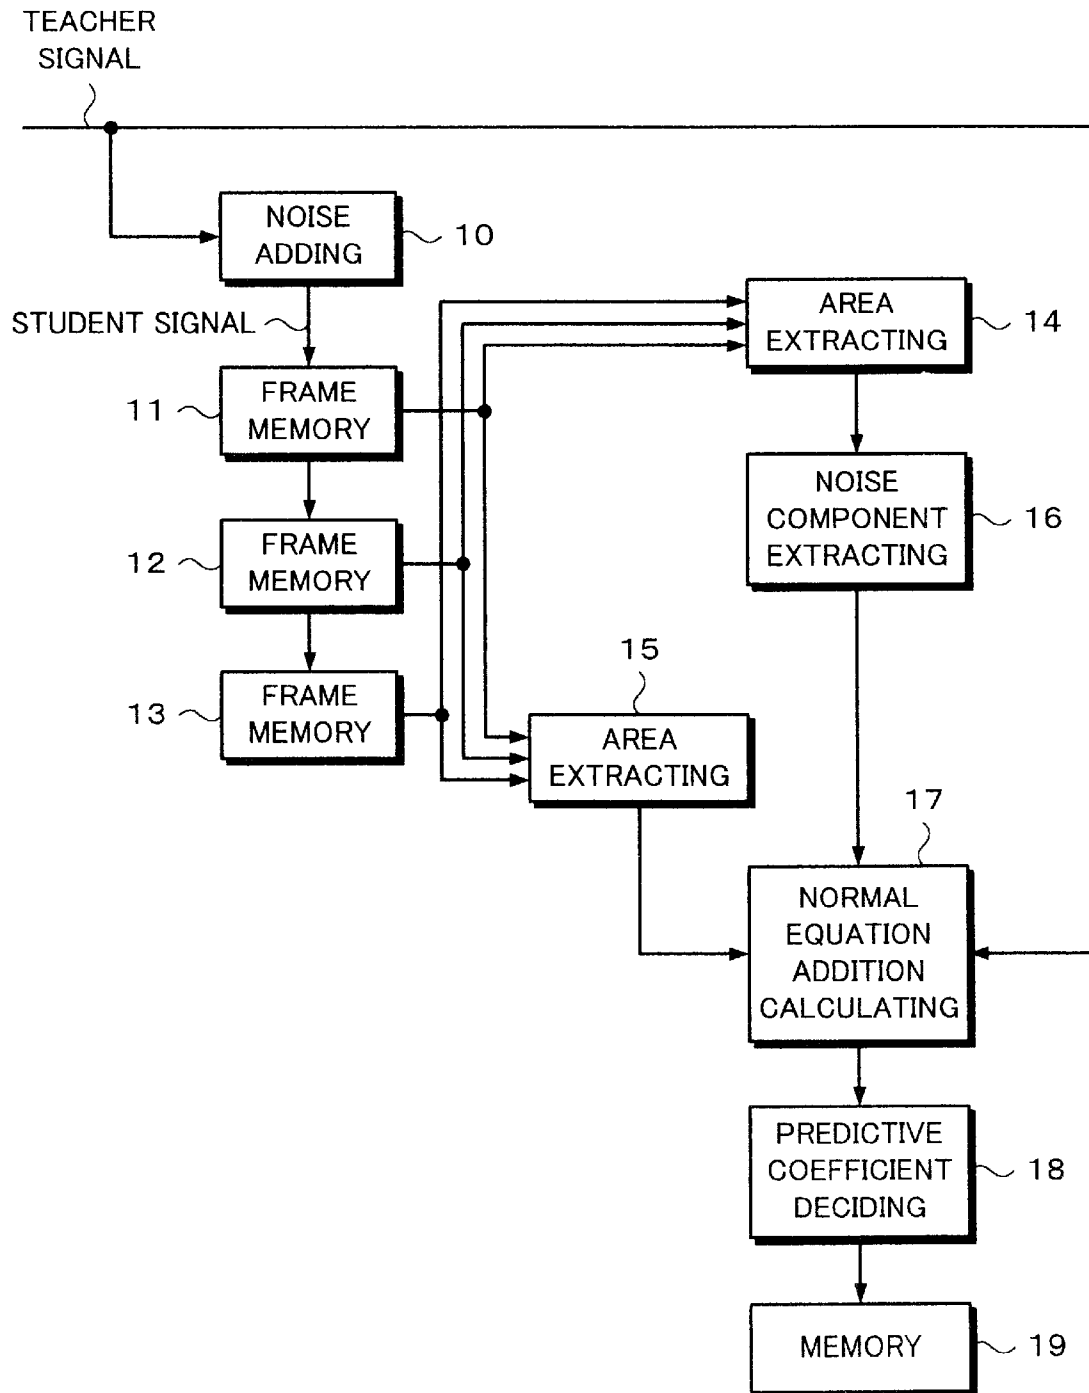 TEACHER
SIGNAL
NOISE
ADDING
10
STUDENT SIGNAL
AREA
EXTRACTING
14
FRAME
MEMORY
11
NOISE
COMPONENT
EXTRACTING
16
FRAME
MEMORY
12
15
FRAME
MEMORY
13
AREA
EXTRACTING
17
NORMAL
EQUATION
ADDITION
CALCULATING
PREDICTIVE
COEFFICIENT
DECIDING
18
MEMORY
19